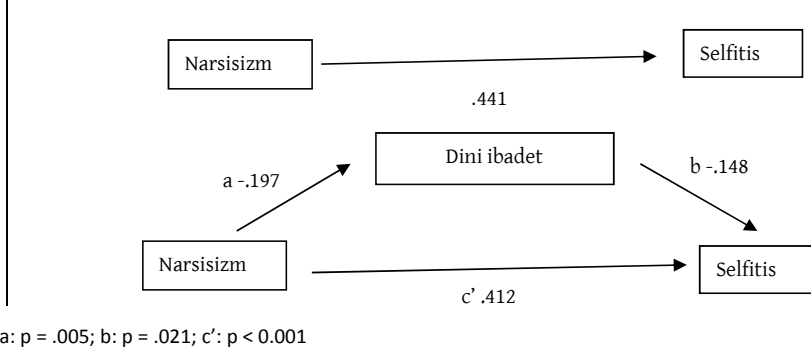 Narsisizm
Selfitis
.441
Dini ibadet
a -.197
b -.148
Narsisizm
Selfitis
c’ .412
a: p = .005; b: p = .021; c’: p < 0.001